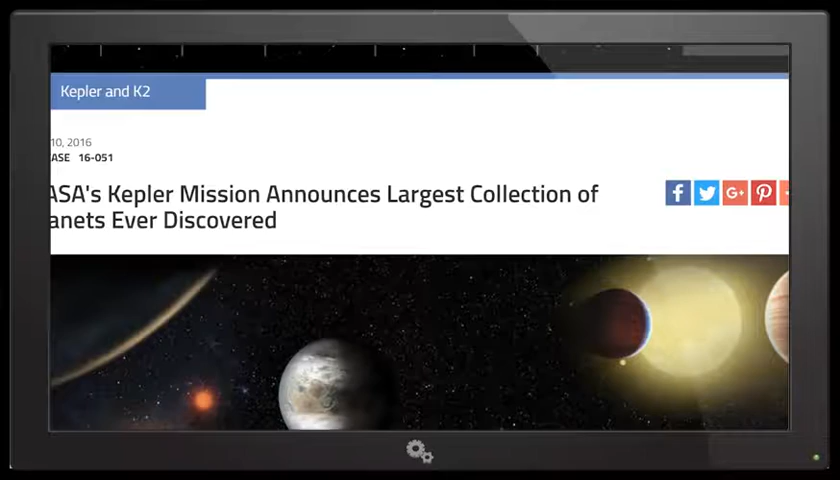 Kepler and K2
10, 2016
ASE 16-051
ASA's Kepler Mission Announces Largest Collection of
anets Ever Discovered